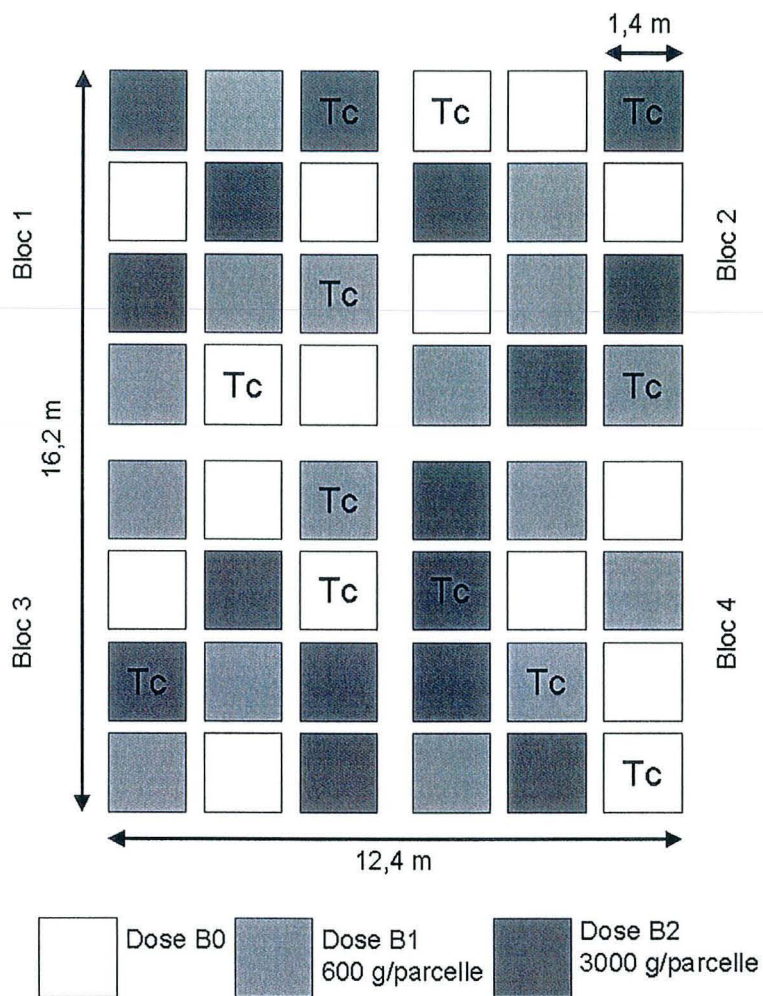 1,4 m
Tc Tc Tc
Bloc 1
Bloc 2
Tc
Tc Tc
16,2 m
Tc
Tc Tc
Bloc 3
Bloc 4
Tc Tc
Tc
12,4 m
Dose B0
Dose B1
600 g/parcelle
Dose B2
3000 g/parcelle